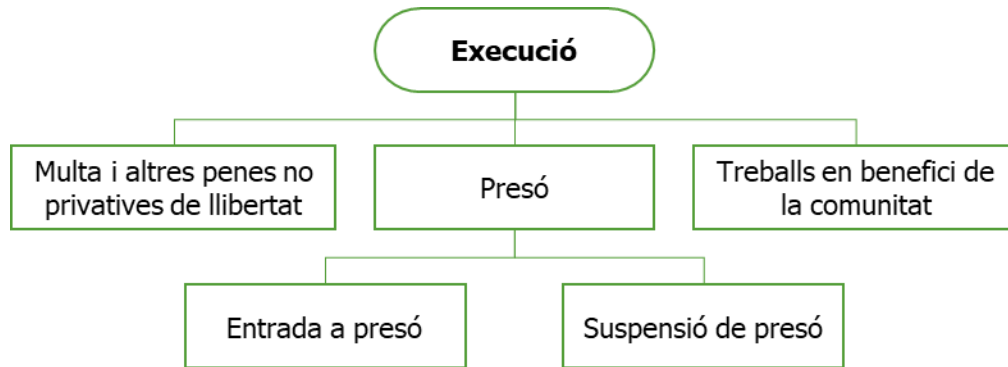 Execució
Multa i altres penes no
privatives de llibertat
Presó
Treballs en benefici de
la comunitat
Entrada a presó
Suspensió de presó